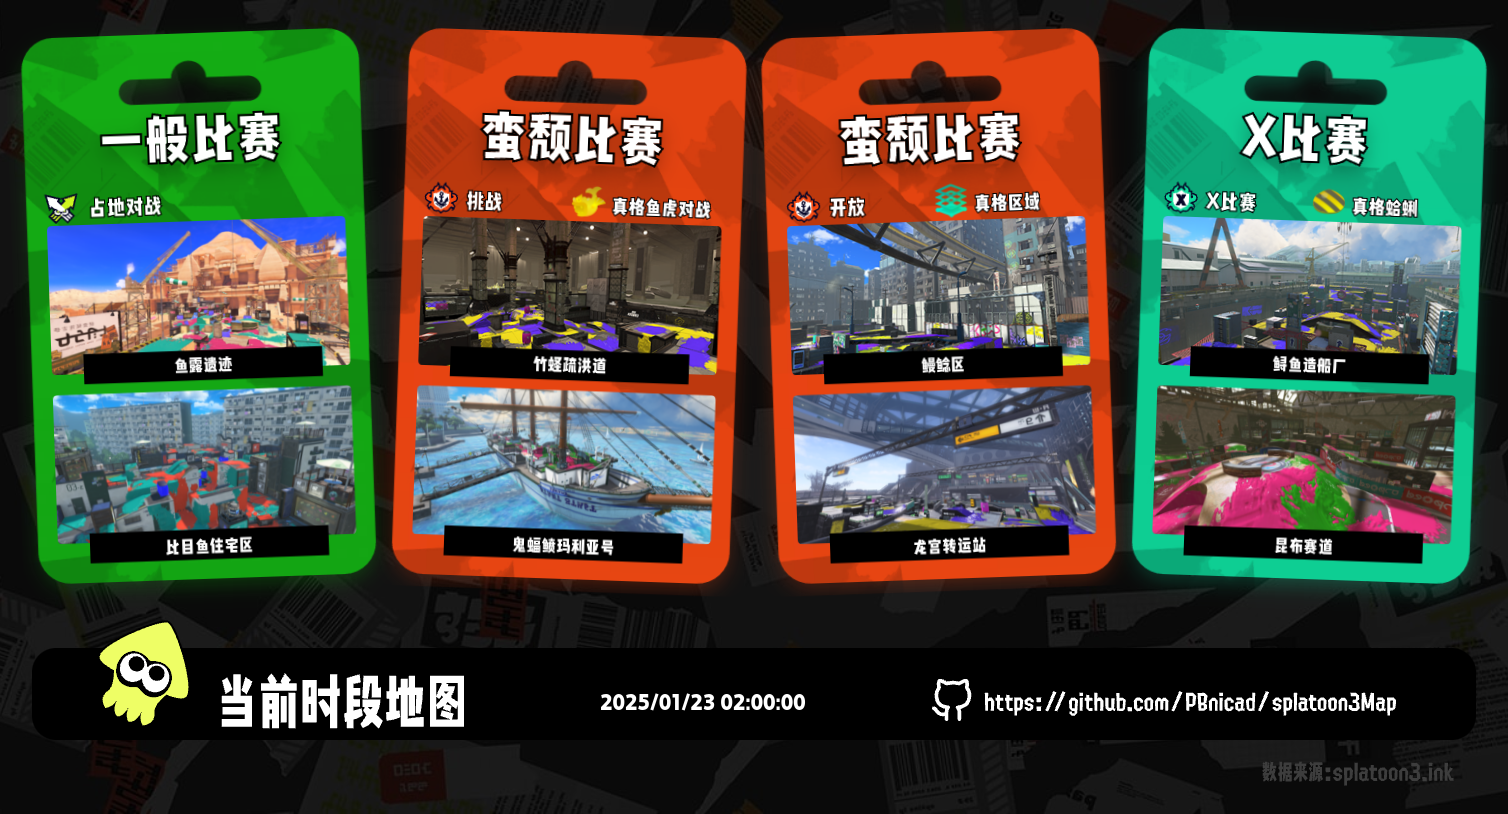 一般比赛
占地对战
鱼露遗迹
比目鱼住宅区
蛮颓比赛
挑战
真格鱼虎对战
竹蛏疏洪道
鬼蝠鲼玛利亚号
蛮颓比赛
开放
真格区域
鳗鲶区
龙宫转运站
X比赛
X比赛
真格蛤蜊
鲟鱼造船厂
昆布赛道
当前时段地图
2025/01/23 02:00:00
https://github.com/PBnicad/splatoon3Map
数据来源:splatoon3.ink